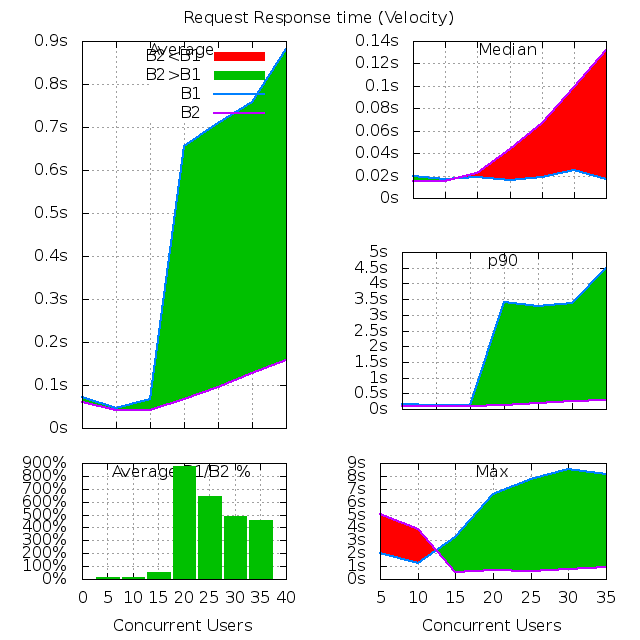 Request Response time (Velocity)
Average
B2<B1
B2>B1
B1
B2
0.9s
0.8s
0.7s
0.6s
0.5s
0.4s
0.3s
0.2s
0.1s
0s
Median
0.14s
0.12s
0.1s
0.08s
0.06s
0.04s
0.02s
0s
p90
5s
4.5s
4s
3.5s
3s
2.5s
2s
1.5s
1s
0.5s
0s
Average B1/B2 %
900%
800%
700%
600%
500%
400%
300%
200%
100%
0%
0 5 10 15 20 25 30 35 40
Concurrent Users
Max
9s
8s
7s
6s
5s
4s
3s
2s
1s
0s
5 10 15 20 25 30 35
Concurrent Users